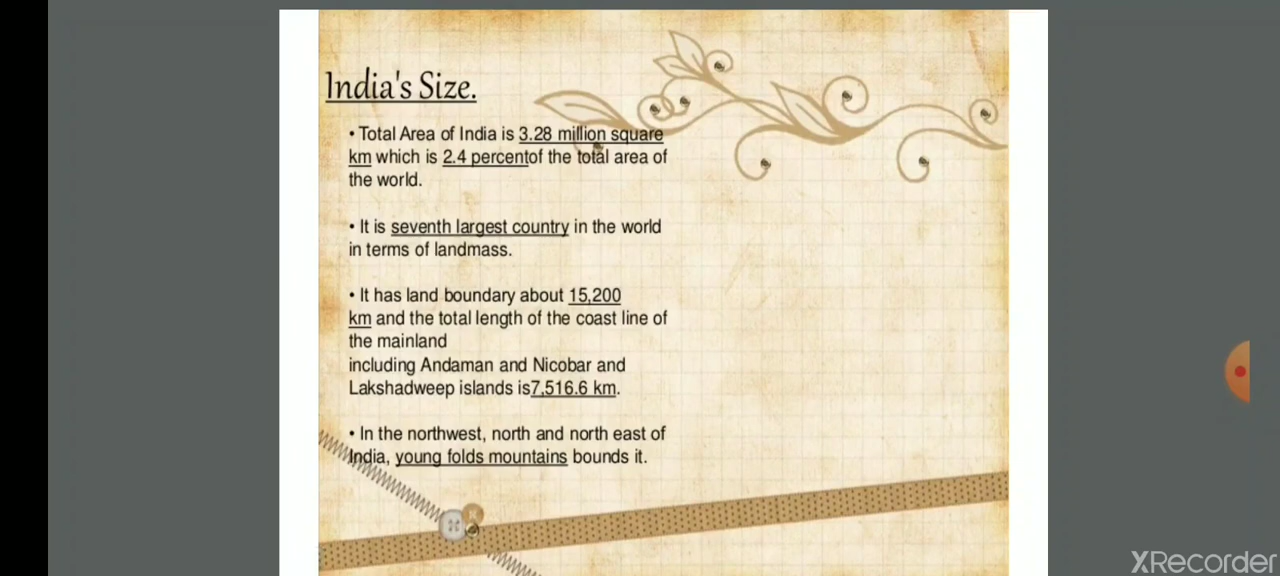 India's Size.
• Total Area of India is 3.28 million square
km which is 2.4 percentof the total area of
the world.
• It is seventh largest country in the world
in terms of landmass.
• It has land boundary about 15,200
km and the total length of the coast line of
the mainland
including Andaman and Nicobar and
Lakshadweep islands is7,516.6 km.
• In the northwest, north and north east of
India, young folds mountains bounds it.
XRecorder